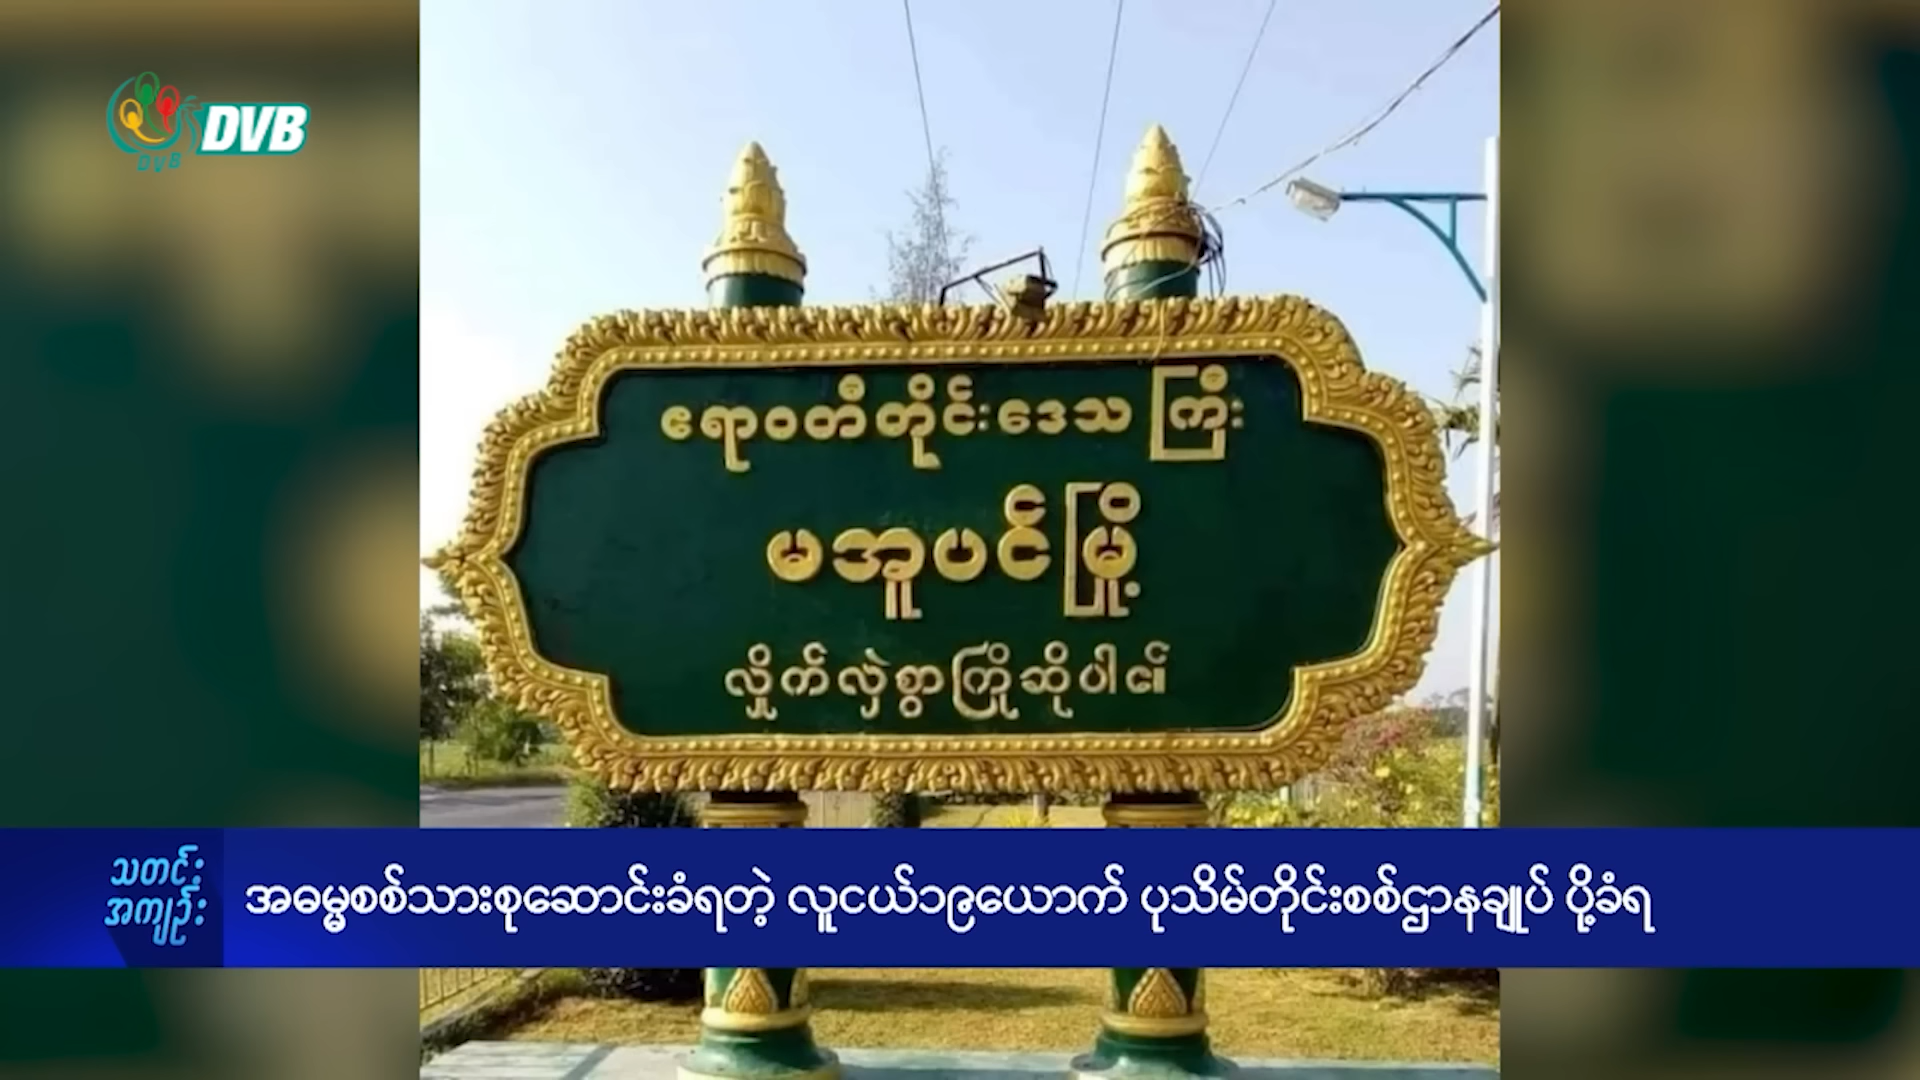 DVB
DVB
ဧရာဝတီတိုင်းဒေသကြီး
မအူပင်မြို့
လှိုက်လှဲစွာကြိုဆိုပါ၏
သတင်း
အကျဉ်း
အဓမ္မစစ်သားစုဆောင်းခံရတဲ့ လူငယ်၁၉ယောက် ပုသိမ်တိုင်းစစ်ဌာနချုပ် ပို့ခံရ